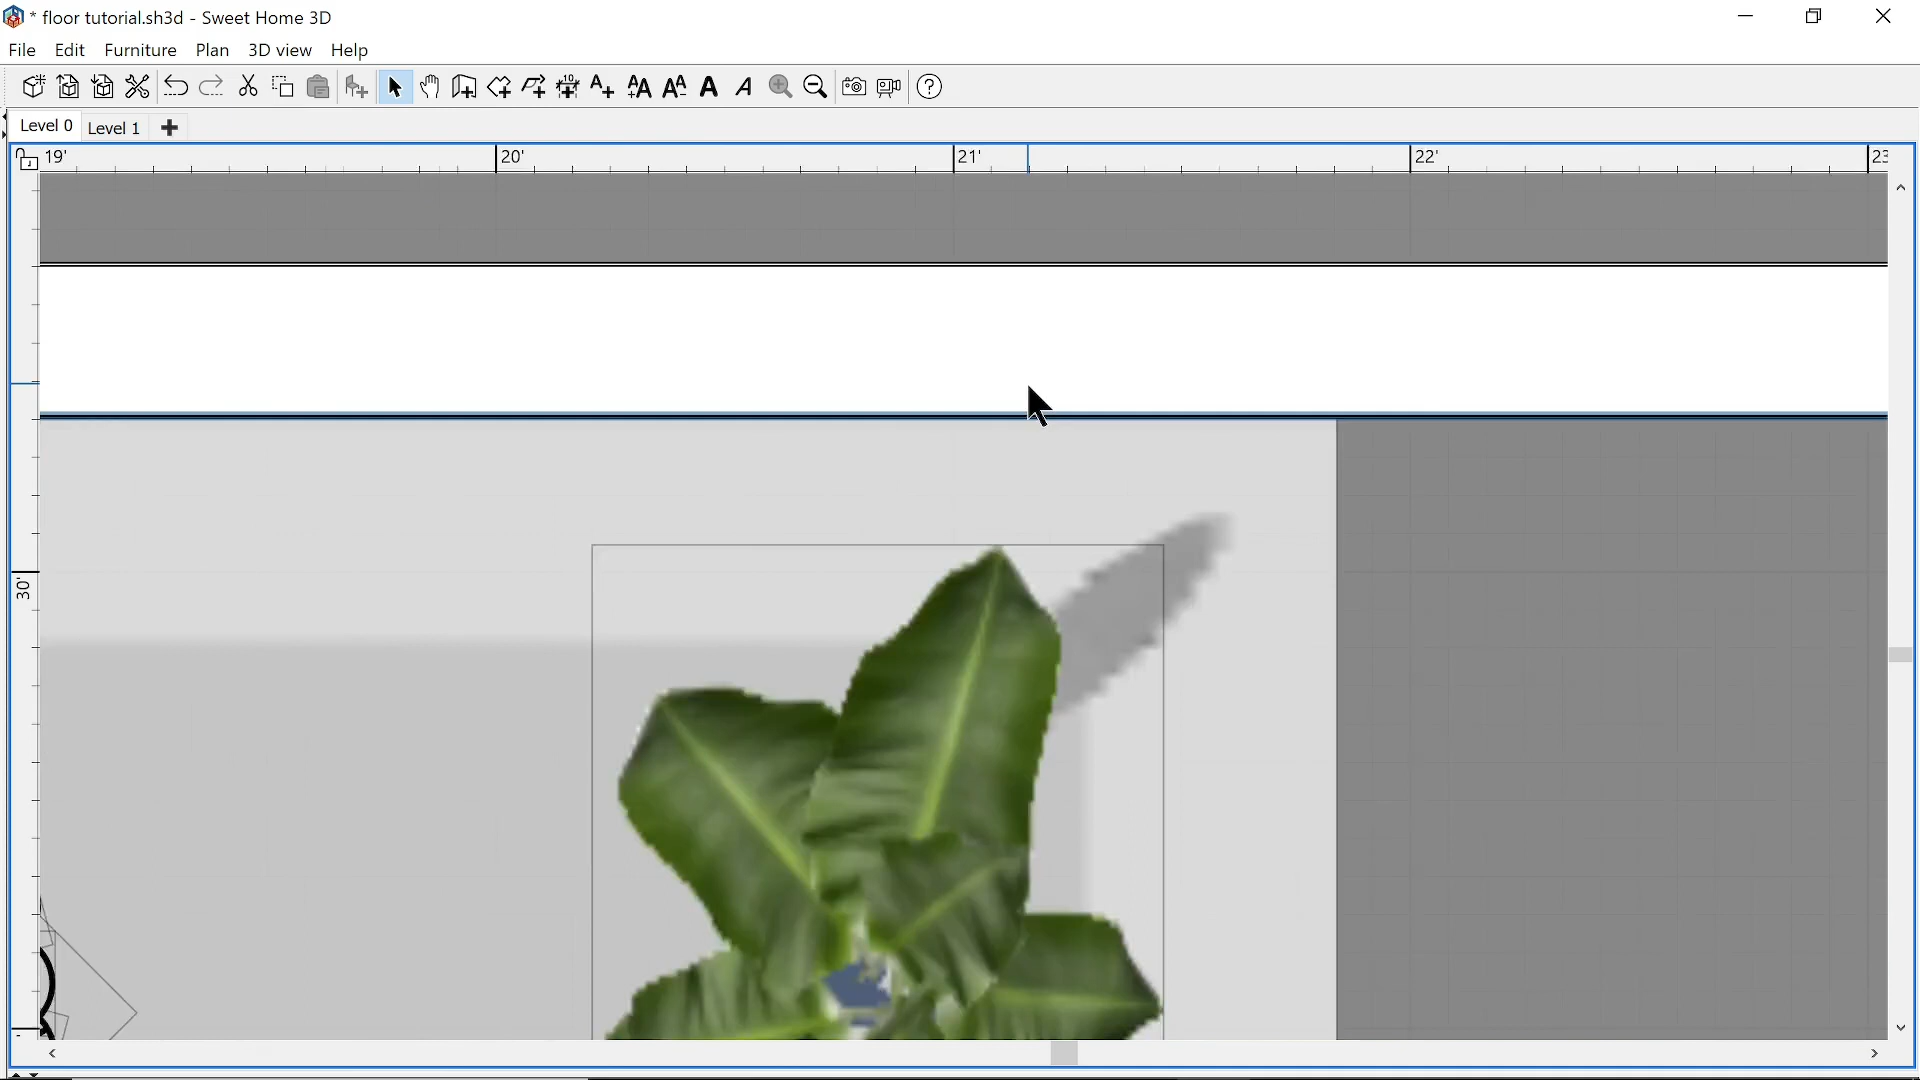 * floor tutorial.sh3d - Sweet Home 3D
File Edit Furniture Plan 3D view Help
Level 0 Level 1
19' 20' 21' 22'
30'